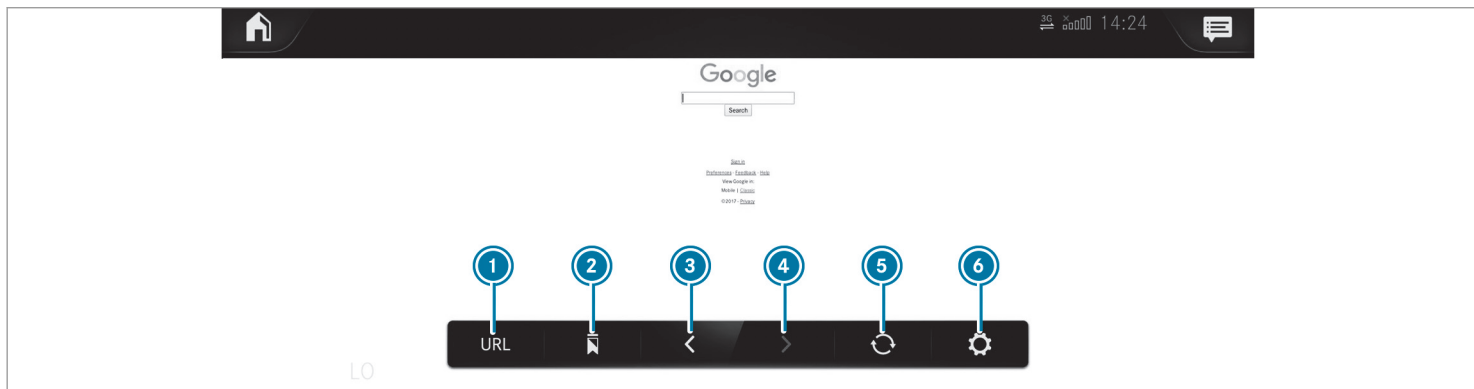 3G 14:24
Google
Search
Sign in
Preferences - Feedback - Help
View Google in:
Mobile | Classic
©2017 - Privacy
1 2 3 4 5 6
URL
LO